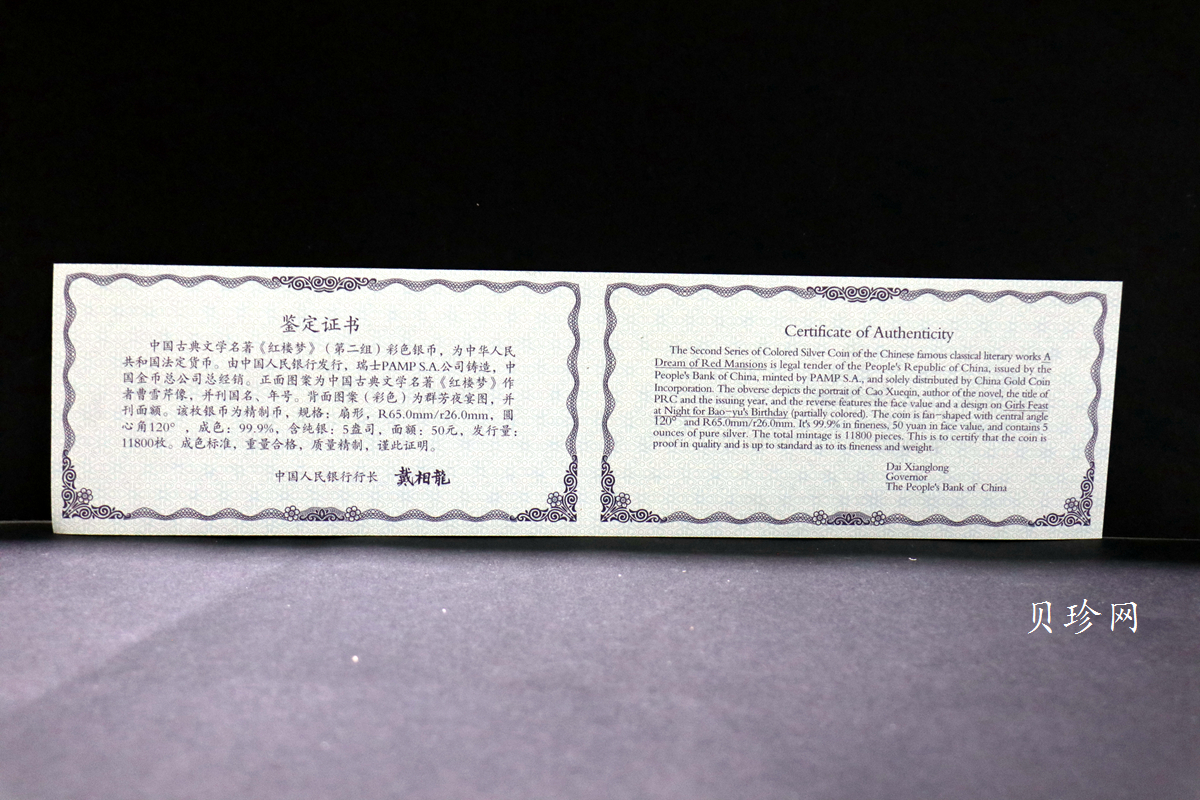 鉴定证书
中国古典文学名著《红楼梦》（第二组）彩色银币，为中华人民
共和国法定货币。由中国人民银行发行，瑞士PAMP S.A.公司铸造，中
国金币总公司总经销。正面图案为中国古典文学名著《红楼梦》作
者曹雪芹像，并刊国名、年号。背面图案（彩色）为群芳夜宴图，并
刊面额。该枚银币为精制币，规格：扇形，R65.0mm/r26.0mm，圆
心角120°，成色：99.9%，含纯银：5盎司，面额：50元，发行量：
11800枚。成色标准，重量合格，质量精制，谨此证明。
中国人民银行行长 戴相龍
Certificate of Authenticity
The Second Series of Colored Silver Coin of the Chinese famous classical literary works A
Dream of Red Mansions is legal tender of the People's Republic of China, issued by the
People's Bank of China, minted by PAMP S.A., and solely distributed by China Gold Coin
Incorporation. The obverse depicts the portrait of Cao Xueqin, author of the novel, the title of
PRC and the issuing year, and the reverse features the face value and a design on Girls Feast
at Night for Bao-yu's Birthday (partially colored). The coin is fan-shaped with central angle
120° and R65.0mm/r26.0mm. It's 99.9% in fineness, 50 yuan in face value, and contains 5
ounces of pure silver. The total mintage is 11800 pieces. This is to certify that the coin is
proof in quality and is up to standard as to its fineness and weight.
Dai Xianglong
Governor
The People's Bank of China
贝珍网